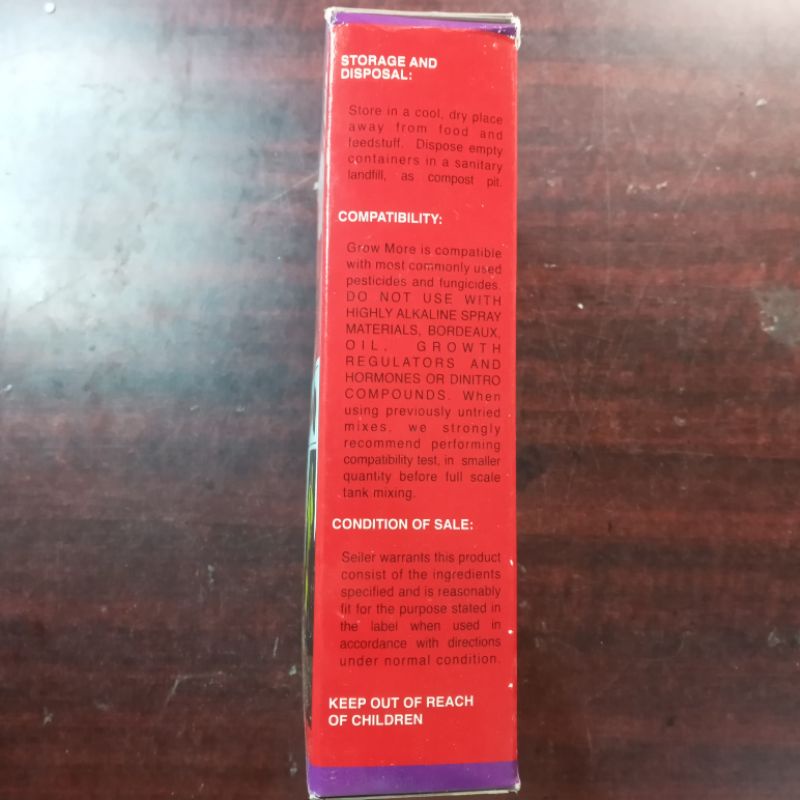 STORAGE AND
DISPOSAL:
Store in a cool, dry place
away from food and
feedstuff. Dispose empty
containers in a sanitary
landfill, as compost pit.
COMPATIBILITY:
Grow More is compatible
with most commonly used
pesticides and fungicides.
DO NOT USE WITH
HIGHLY ALKALINE SPRAY
MATERIALS, BORDEAUX,
OIL, GROWTH
REGULATORS AND
HORMONES OR DINITRO
COMPOUNDS. When
using previously untried
mixes, we strongly
recommend performing
compatibility test, in smaller
quantity before full scale
tank mixing.
CONDITION OF SALE:
Seller warrants this product
consist of the ingredients
specified and is reasonably
fit for the purpose stated in
the label when used in
accordance with directions
under normal condition.
KEEP OUT OF REACH
OF CHILDREN